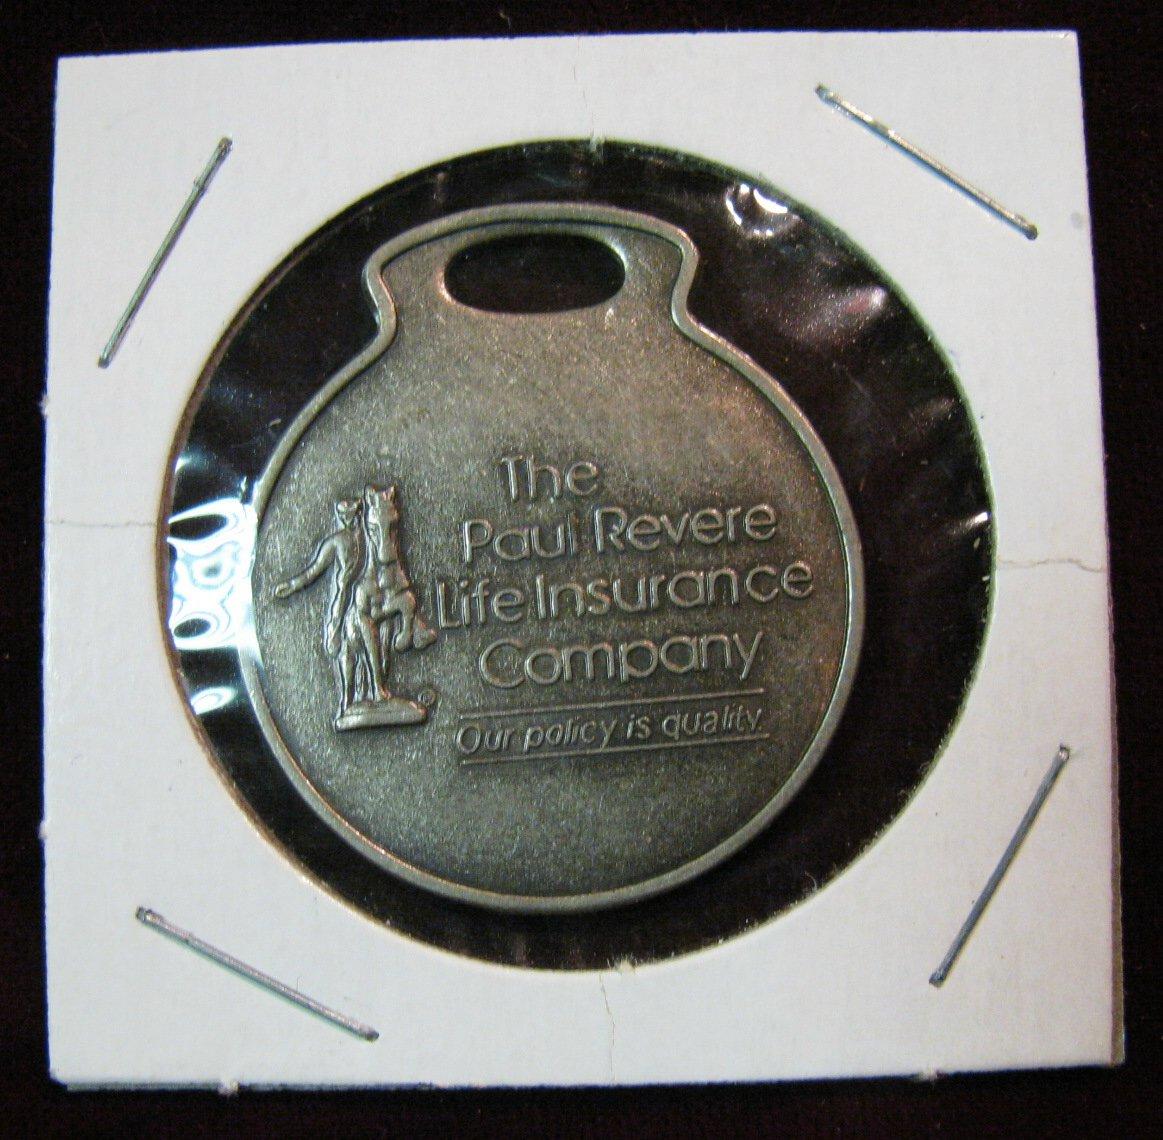 The
Paul Revere
Life Insurance
Company
®
Our policy is quality.